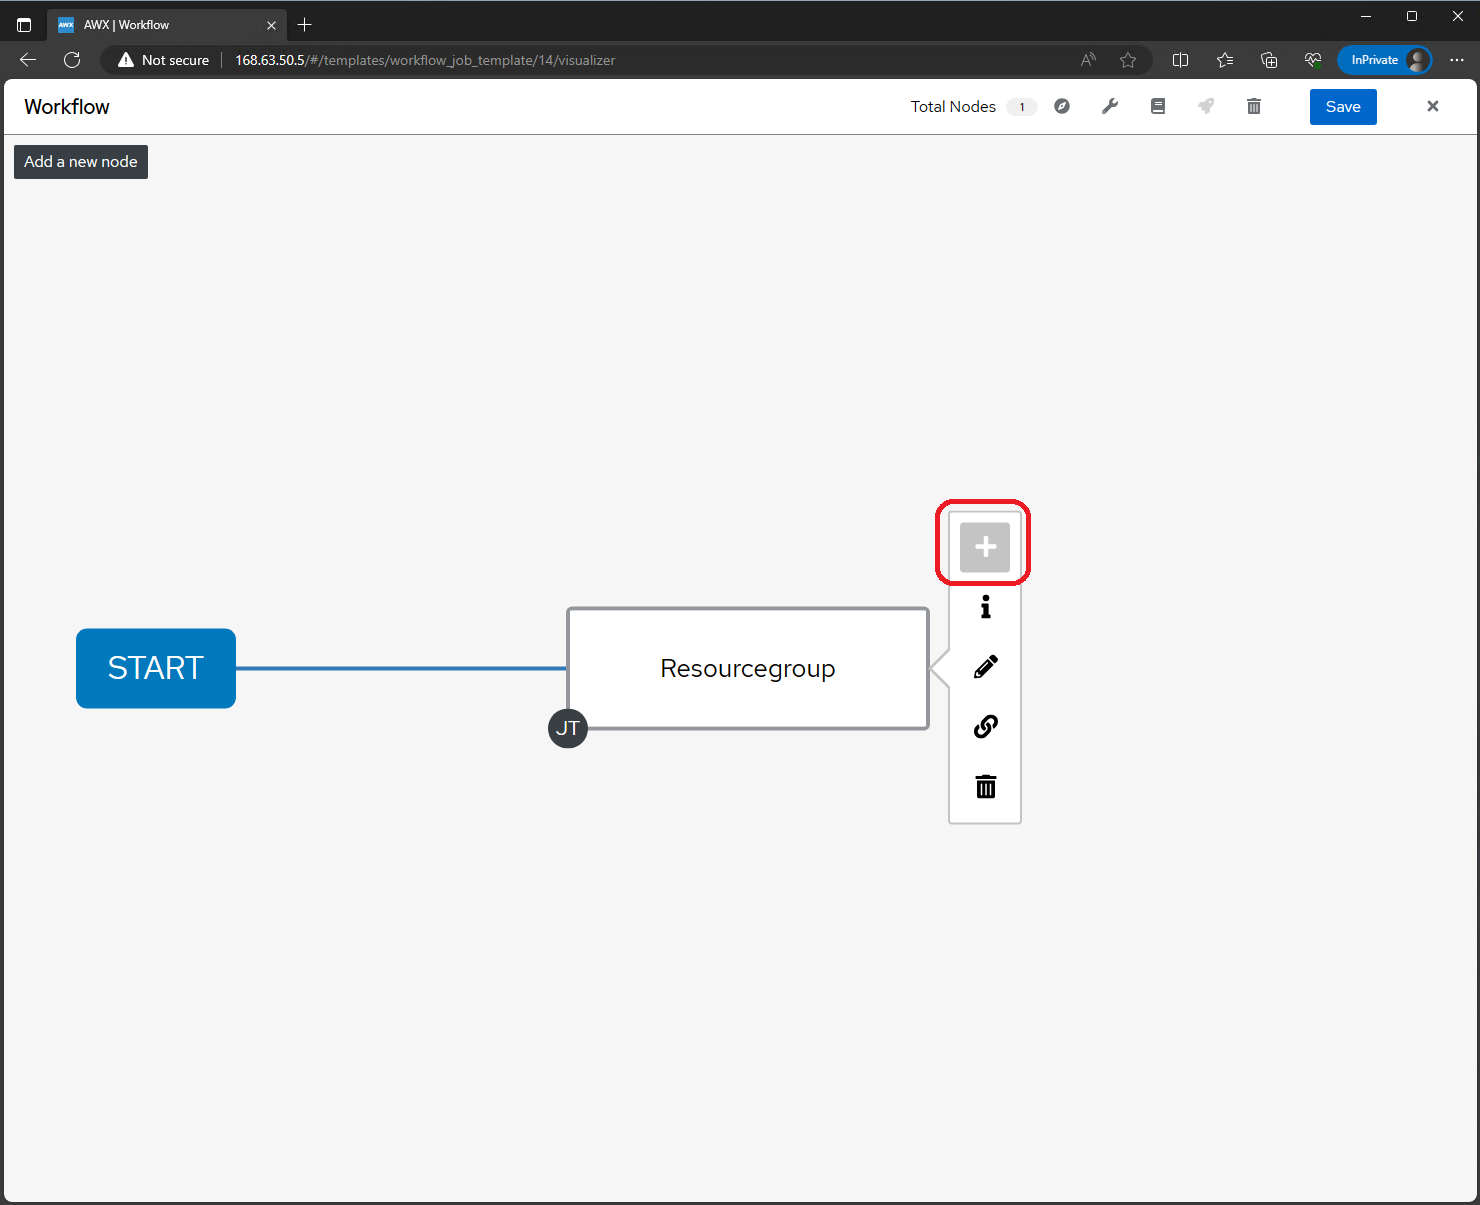 AWX | Workflow
Not secure
168.63.50.5/#/templates/workflow_job_template/14/visualizer
InPrivate
Workflow
Total Nodes 1
Save
Add a new node
START
Resourcegroup
JT